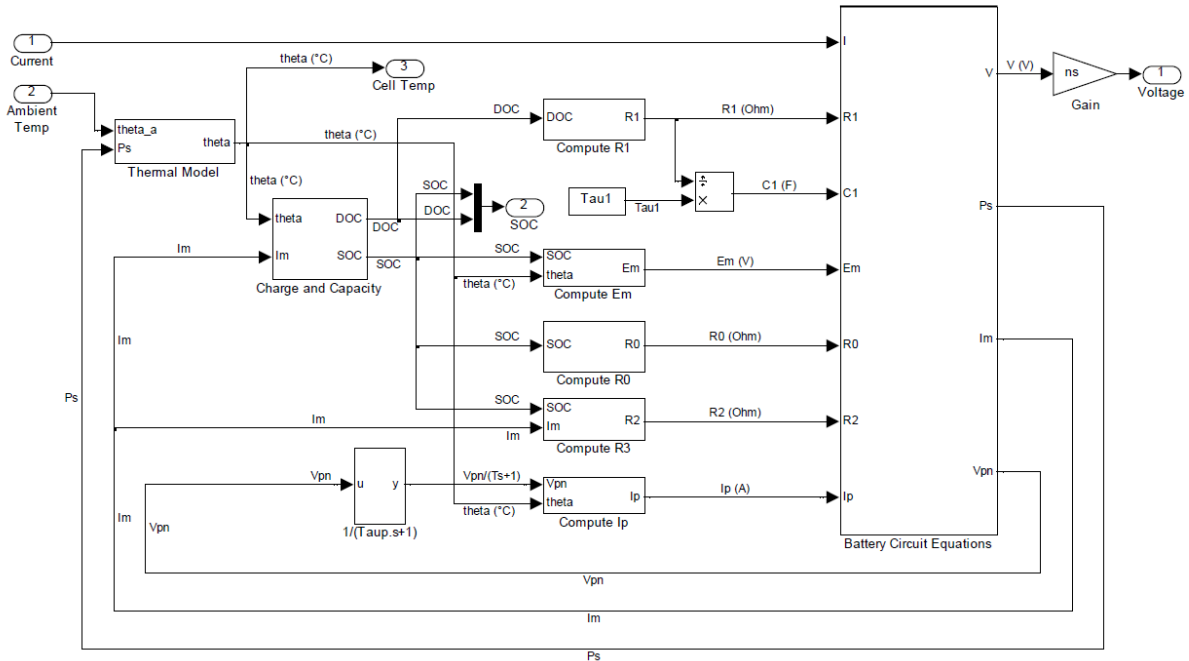 1
Current
2
Ambient
Temp
theta_a
Ps
theta
Thermal Model
theta (°C)
3
Cell Temp
theta (°C)
theta (°C)
theta
Im
DOC
SOC
Charge and Capacity
Im
DOC
SOC
DOC
SOC
DOC
2
SOC
DOC
R1
Compute R1
R1 (Ohm)
Tau1
Tau1
÷
×
C1 (F)
SOC
theta (°C)
SOC
theta
Em
Compute Em
Em (V)
SOC
SOC
R0
Compute R0
R0 (Ohm)
SOC
Im
Im
SOC
Im
R2
Compute R3
R2 (Ohm)
Vpn
u
y
1/(Taup.s+1)
Vpn/(Ts+1)
theta (°C)
Vpn
theta
Ip
Compute Ip
Ip (A)
I
R1
C1
Em
R0
R2
Ip
V
Ps
Im
Vpn
Battery Circuit Equations
V (V)
ns
Gain
1
Voltage
Im
Ps
Im
Vpn
Vpn
Im
Ps